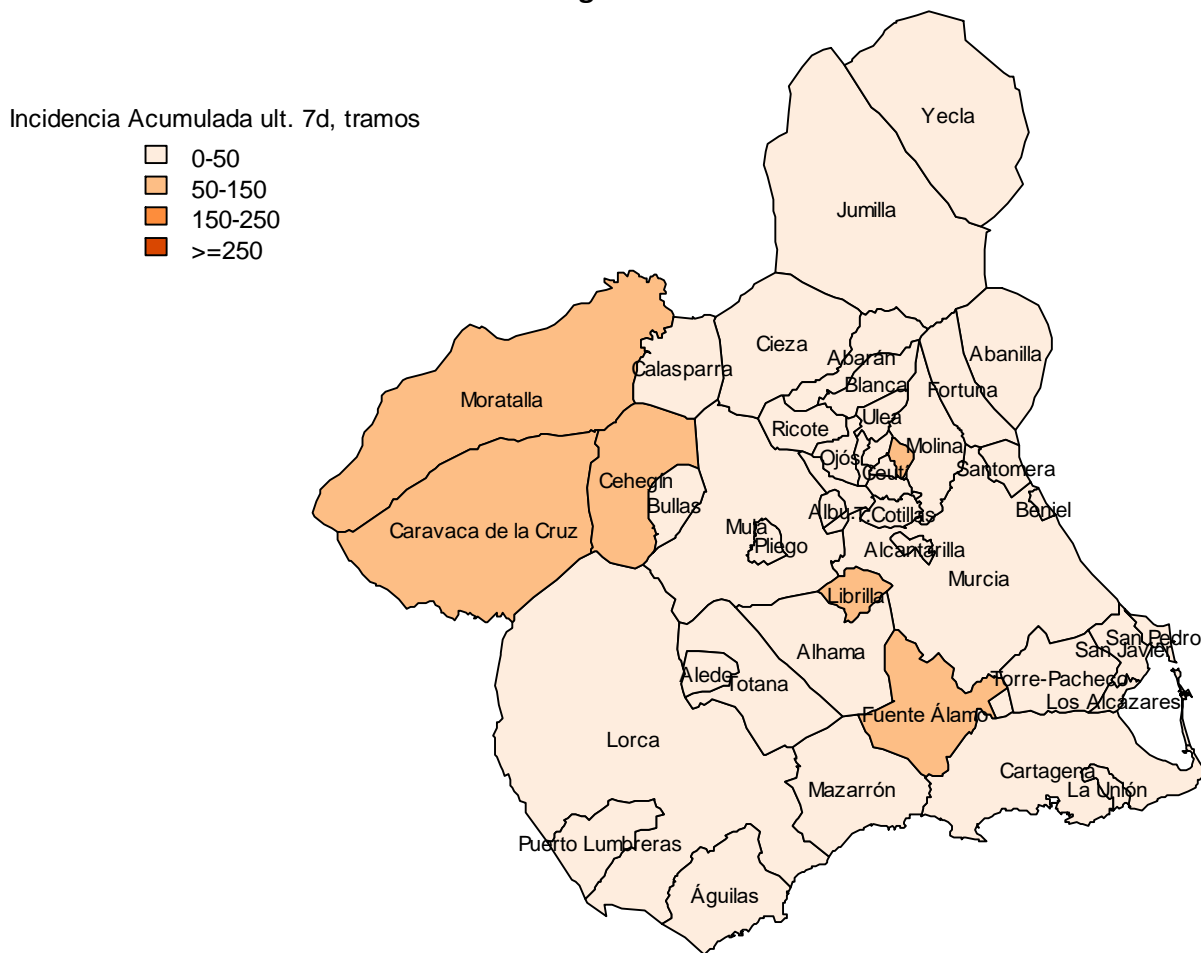 Incidencia Acumulada ult. 7d, tramos
0-50
50-150
150-250
>=250
Yecla
Jumilla
Cieza
Abarán
Abanilla
Calasparra
Blanca
Fortuna
Moratalla
Ulea
Ricote
Molina
Ojós
Ceutí
Santomera
Cehegín
Bullas
Albu.
T.Cotillas
Beniel
Caravaca de la Cruz
Mula
Pliego
Alcantarilla
Murcia
Librilla
San Pedro
San Javier
Alhama
Aledo
Totana
Torre-Pacheco
Los Alcázares
Fuente Álamo
Lorca
Cartagena
La Unión
Mazarrón
Puerto Lumbreras
Águilas